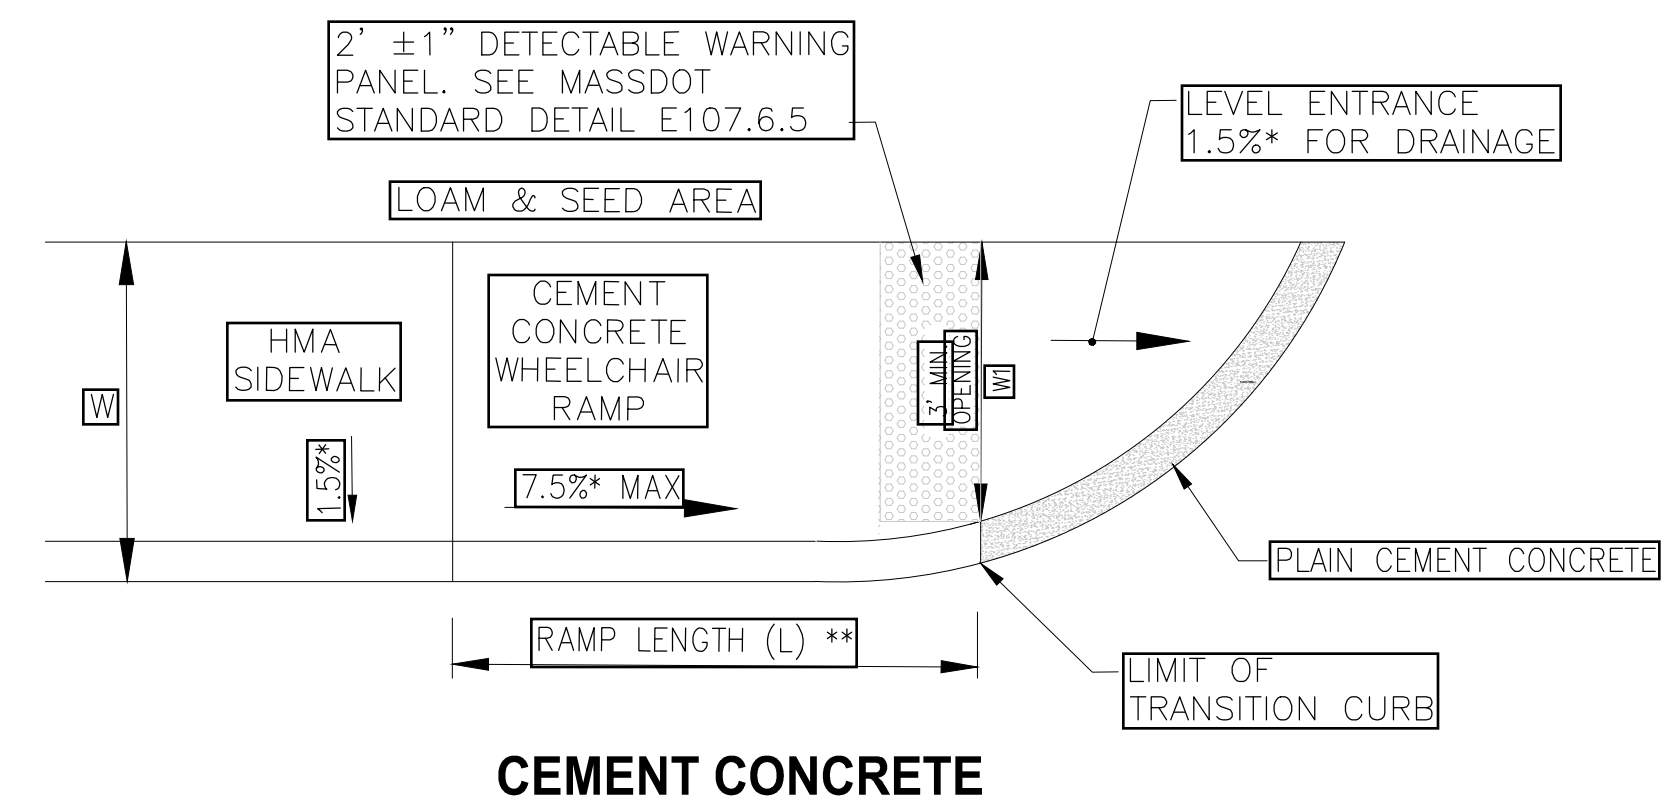 2' ±1" DETECTABLE WARNING
PANEL. SEE MASSDOT
STANDARD DETAIL E107.6.5
LEVEL ENTRANCE
1.5%* FOR DRAINAGE
LOAM & SEED AREA
CEMENT
CONCRETE
WHEELCHAIR
RAMP
HMA
SIDEWALK
W
3' MIN.
OPENING
W1
1.5%*
7.5%* MAX
PLAIN CEMENT CONCRETE
RAMP LENGTH (L) **
LIMIT OF
TRANSITION CURB
CEMENT CONCRETE